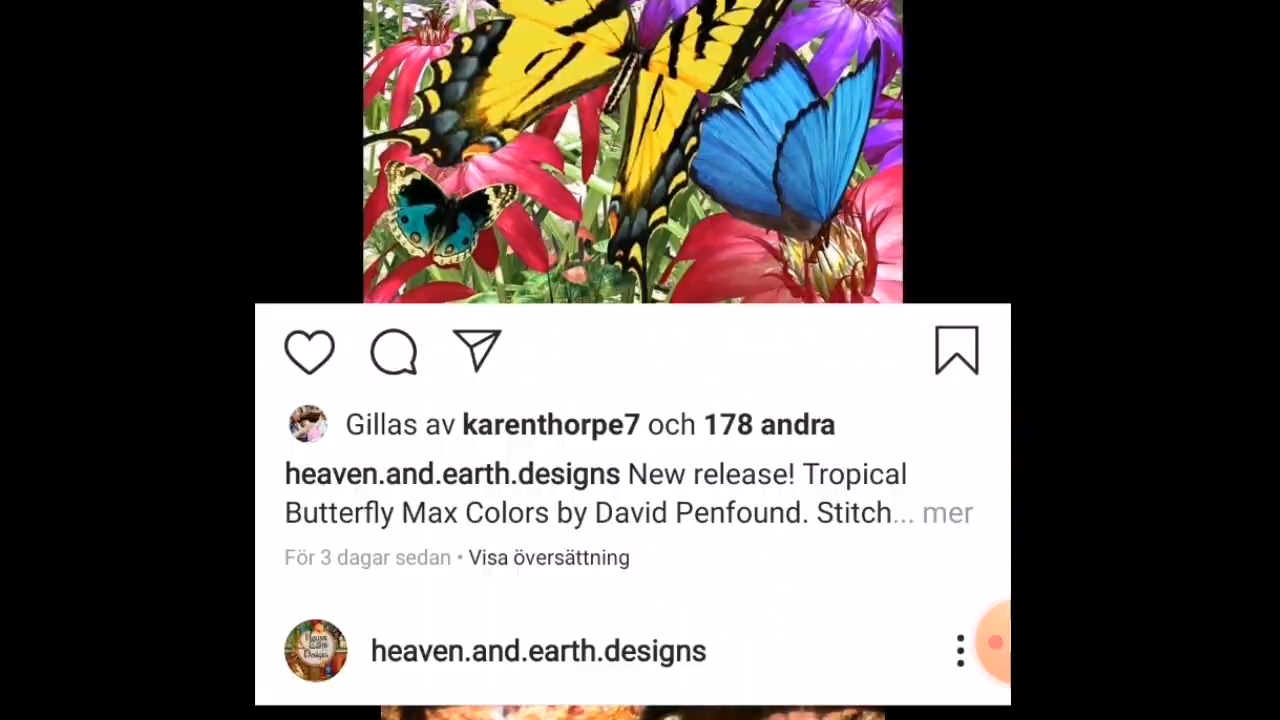 Gillas av karenthorpe7 och 178 andra
heaven.and.earth.designs New release! Tropical
Butterfly Max Colors by David Penfound. Stitch... mer
För 3 dagar sedan • Visa översättning
heaven.and.earth.designs